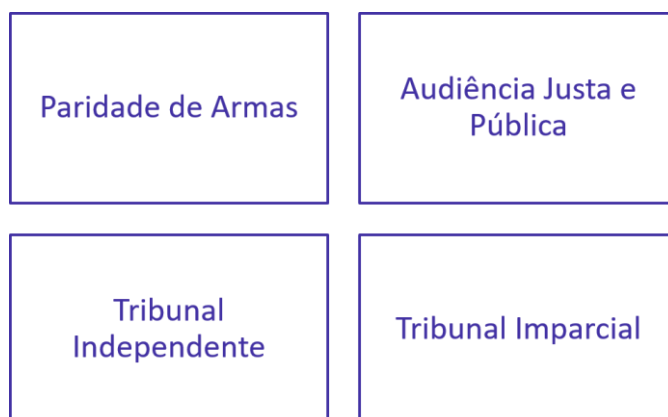 Paridade de Armas
Audiência Justa e
Pública
Tribunal
Independente
Tribunal Imparcial